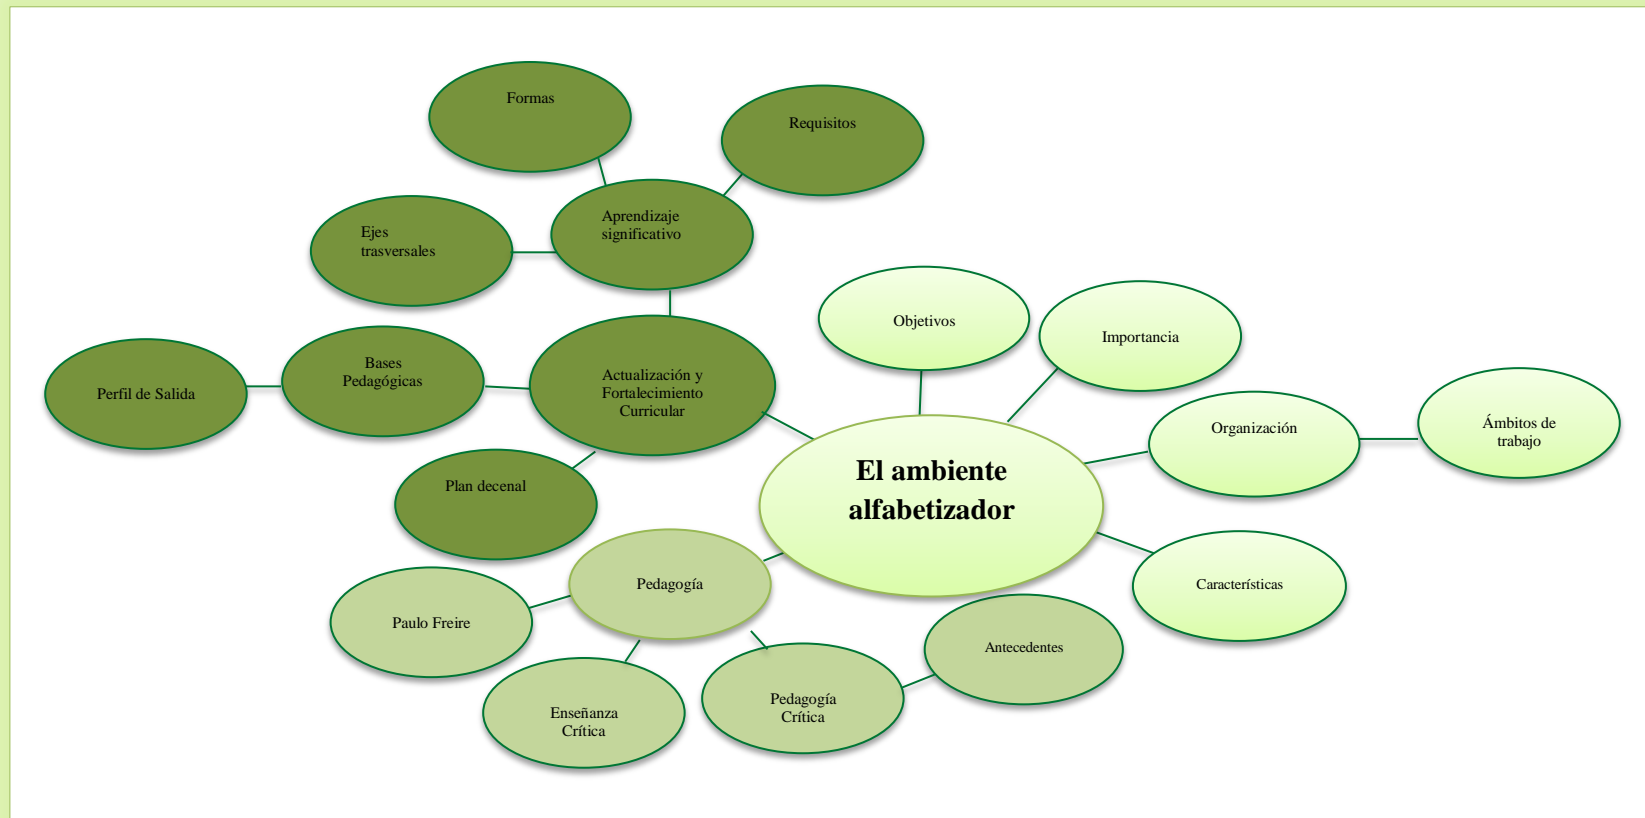 Formas
Requisitos
Aprendizaje
significativo
Ejes
trasversales
Objetivos
Importancia
Bases
Pedagógicas
Perfil de Salida
Actualización y
Fortalecimiento
Curricular
Organización
Ámbitos de
trabajo
El ambiente
alfabetizador
Plan decenal
Pedagogía
Características
Paulo Freire
Antecedentes
Enseñanza
Crítica
Pedagogía
Crítica